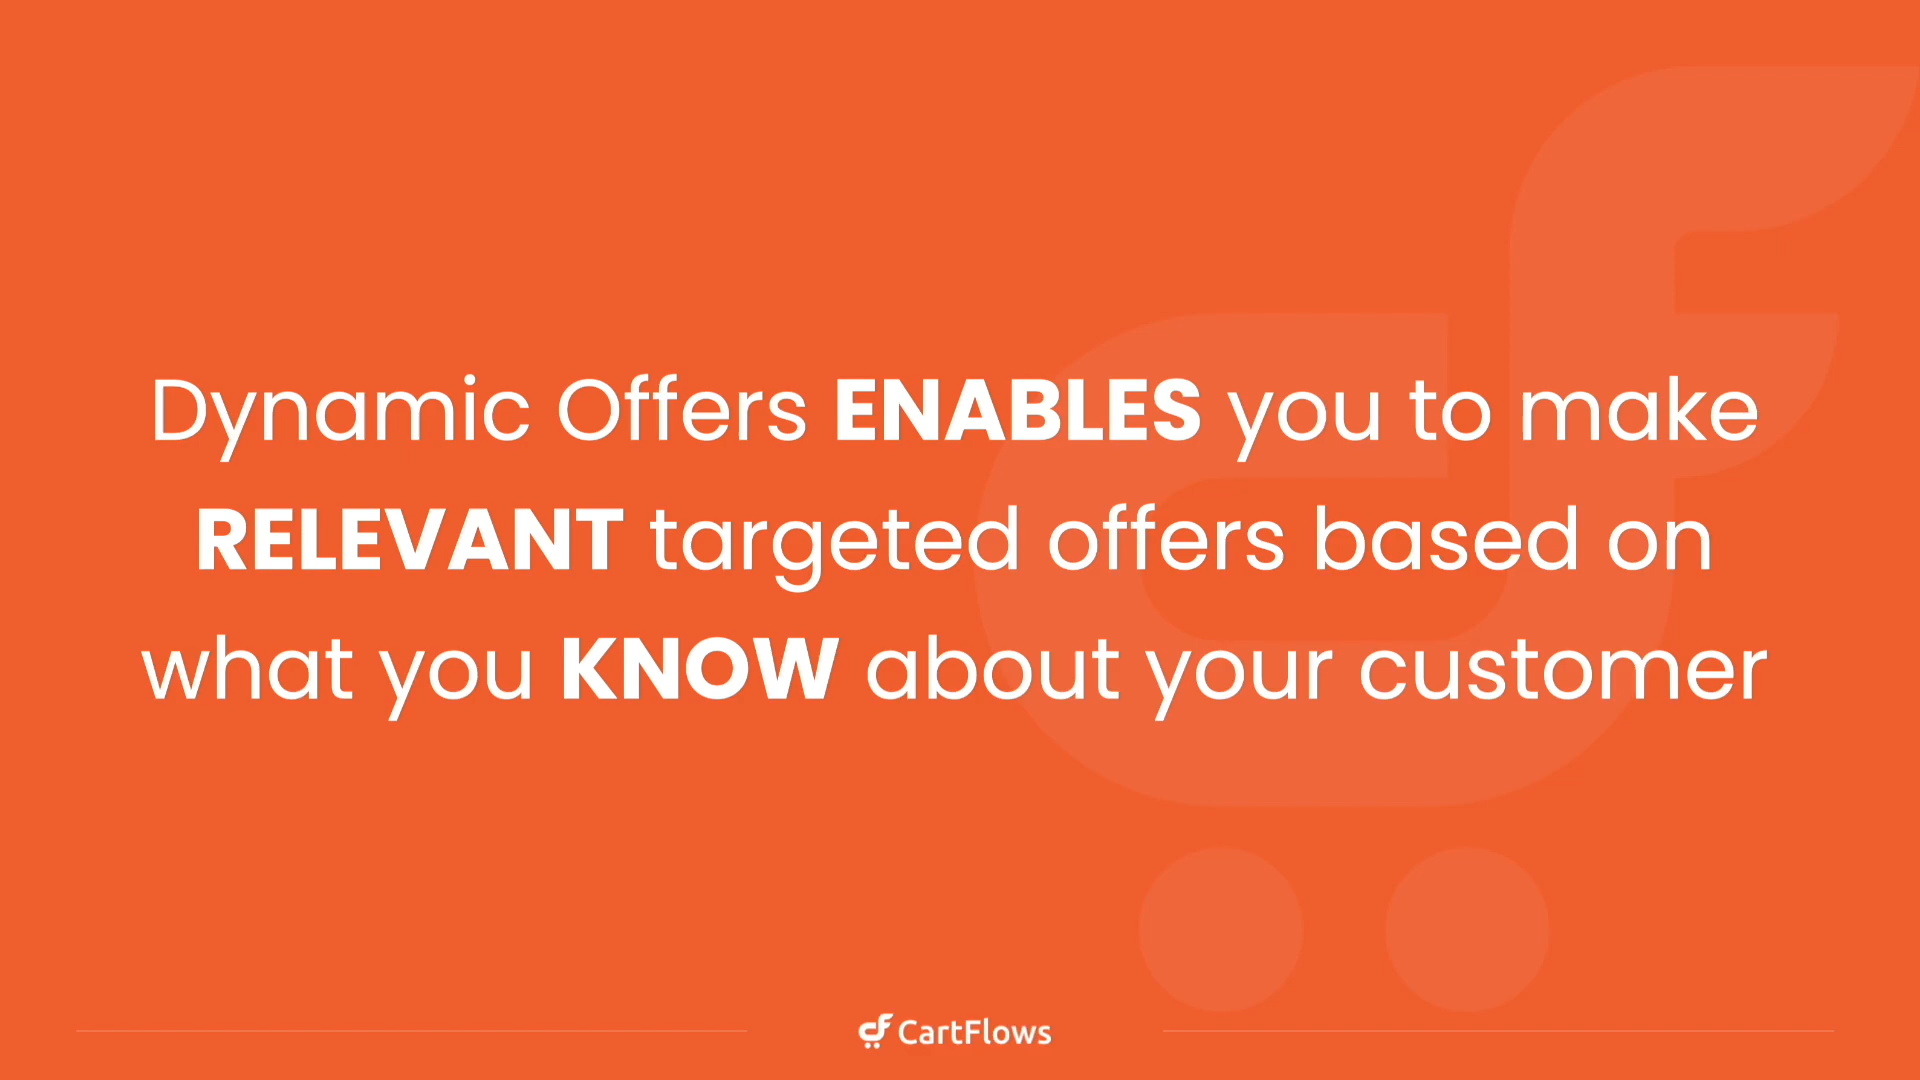 Dynamic Offers ENABLES you to make
RELEVANT targeted offers based on
what you KNOW about your customer
CartFlows